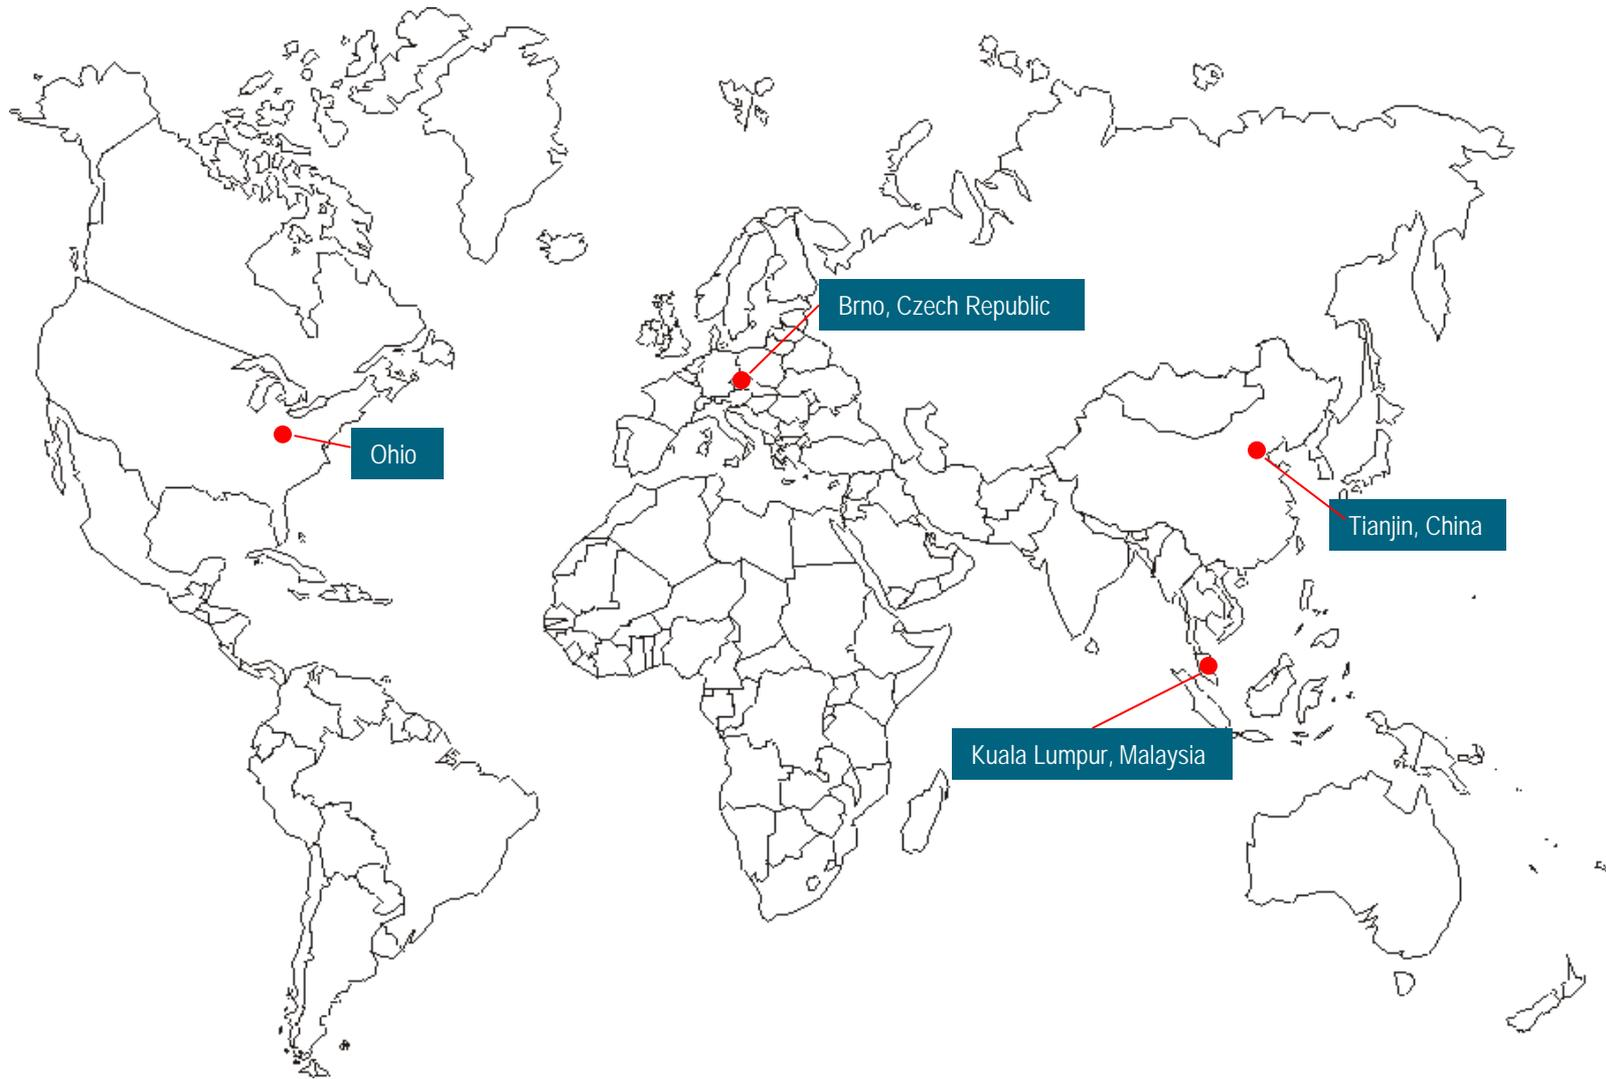 Brno, Czech Republic
Ohio
Tianjin, China
Kuala Lumpur, Malaysia